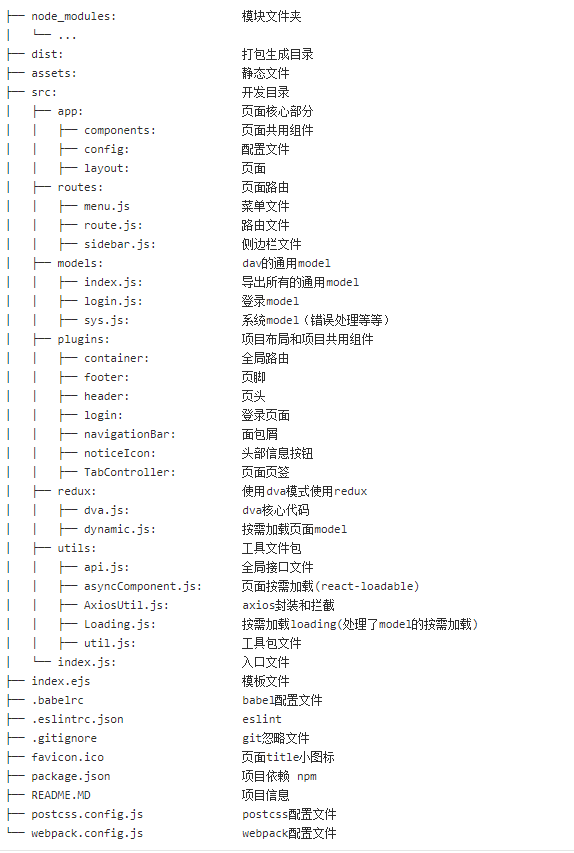 ├── node_modules: 模块文件夹
│   └── ...
├── dist: 打包生成目录
├── assets: 静态文件
├── src: 开发目录
│   ├── app: 页面核心部分
│   │   ├── components: 页面共用组件
│   │   ├── config: 配置文件
│   │   ├── layout: 页面
│   ├── routes: 页面路由
│   │   ├── menu.js 菜单文件
│   │   ├── route.js: 路由文件
│   │   ├── sidebar.js: 侧边栏文件
│   ├── models: dav的通用model
│   │   ├── index.js: 导出所有的通用model
│   │   ├── login.js: 登录model
│   │   ├── sys.js: 系统model（错误处理等等）
│   ├── plugins: 项目布局和项目共用组件
│   │   ├── container: 全局路由
│   │   ├── footer: 页脚
│   │   ├── header: 页头
│   │   ├── login: 登录页面
│   │   ├── navigationBar: 面包屑
│   │   ├── noticeIcon: 头部信息按钮
│   │   ├── TabController: 页面页签
│   ├── redux: 使用dva模式使用redux
│   │   ├── dva.js: dva核心代码
│   │   ├── dynamic.js: 按需加载页面model
│   ├── utils: 工具文件包
│   │   ├── api.js: 全局接口文件
│   │   ├── asyncComponent.js: 页面按需加载(react-loadable)
│   │   ├── AxiosUtil.js: axios封装和拦截
│   │   ├── Loading.js: 按需加载loading(处理了model的按需加载)
│   │   ├── util.js: 工具包文件
│   └── index.js: 入口文件
├── index.ejs 模板文件
├── .babelrc babel配置文件
├── .eslintrc.json eslint
├── .gitignore git忽略文件
├── favicon.ico 页面title小图标
├── package.json 项目依赖 npm
├── README.MD 项目信息
├── postcss.config.js postcss配置文件
└── webpack.config.js webpack配置文件